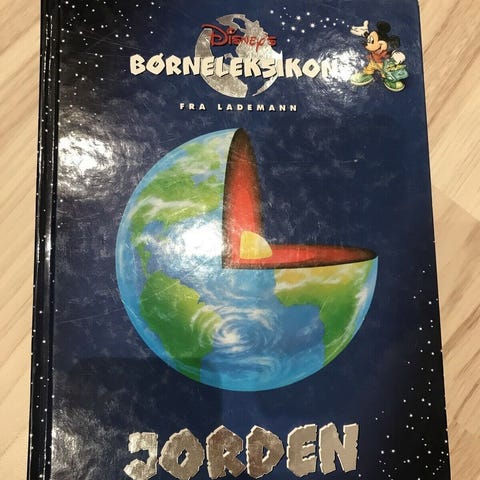 Disney's
BØRNELEKSIKON
FRA LADEMANN
JORDEN